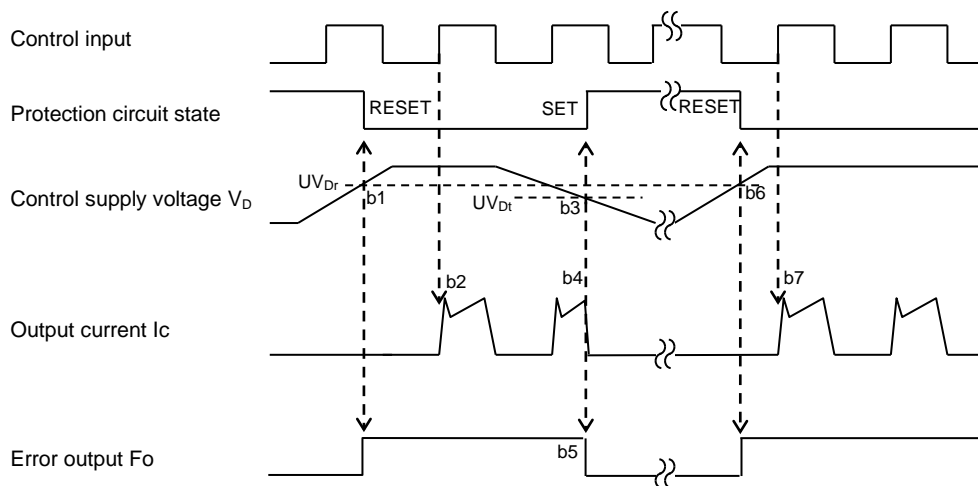 Control input
Protection circuit state
RESET
SET
RESET
Control supply voltage VD
UVDr
b1
UVDt
b3
b6
b2
b4
b7
Output current Ic
b5
Error output Fo